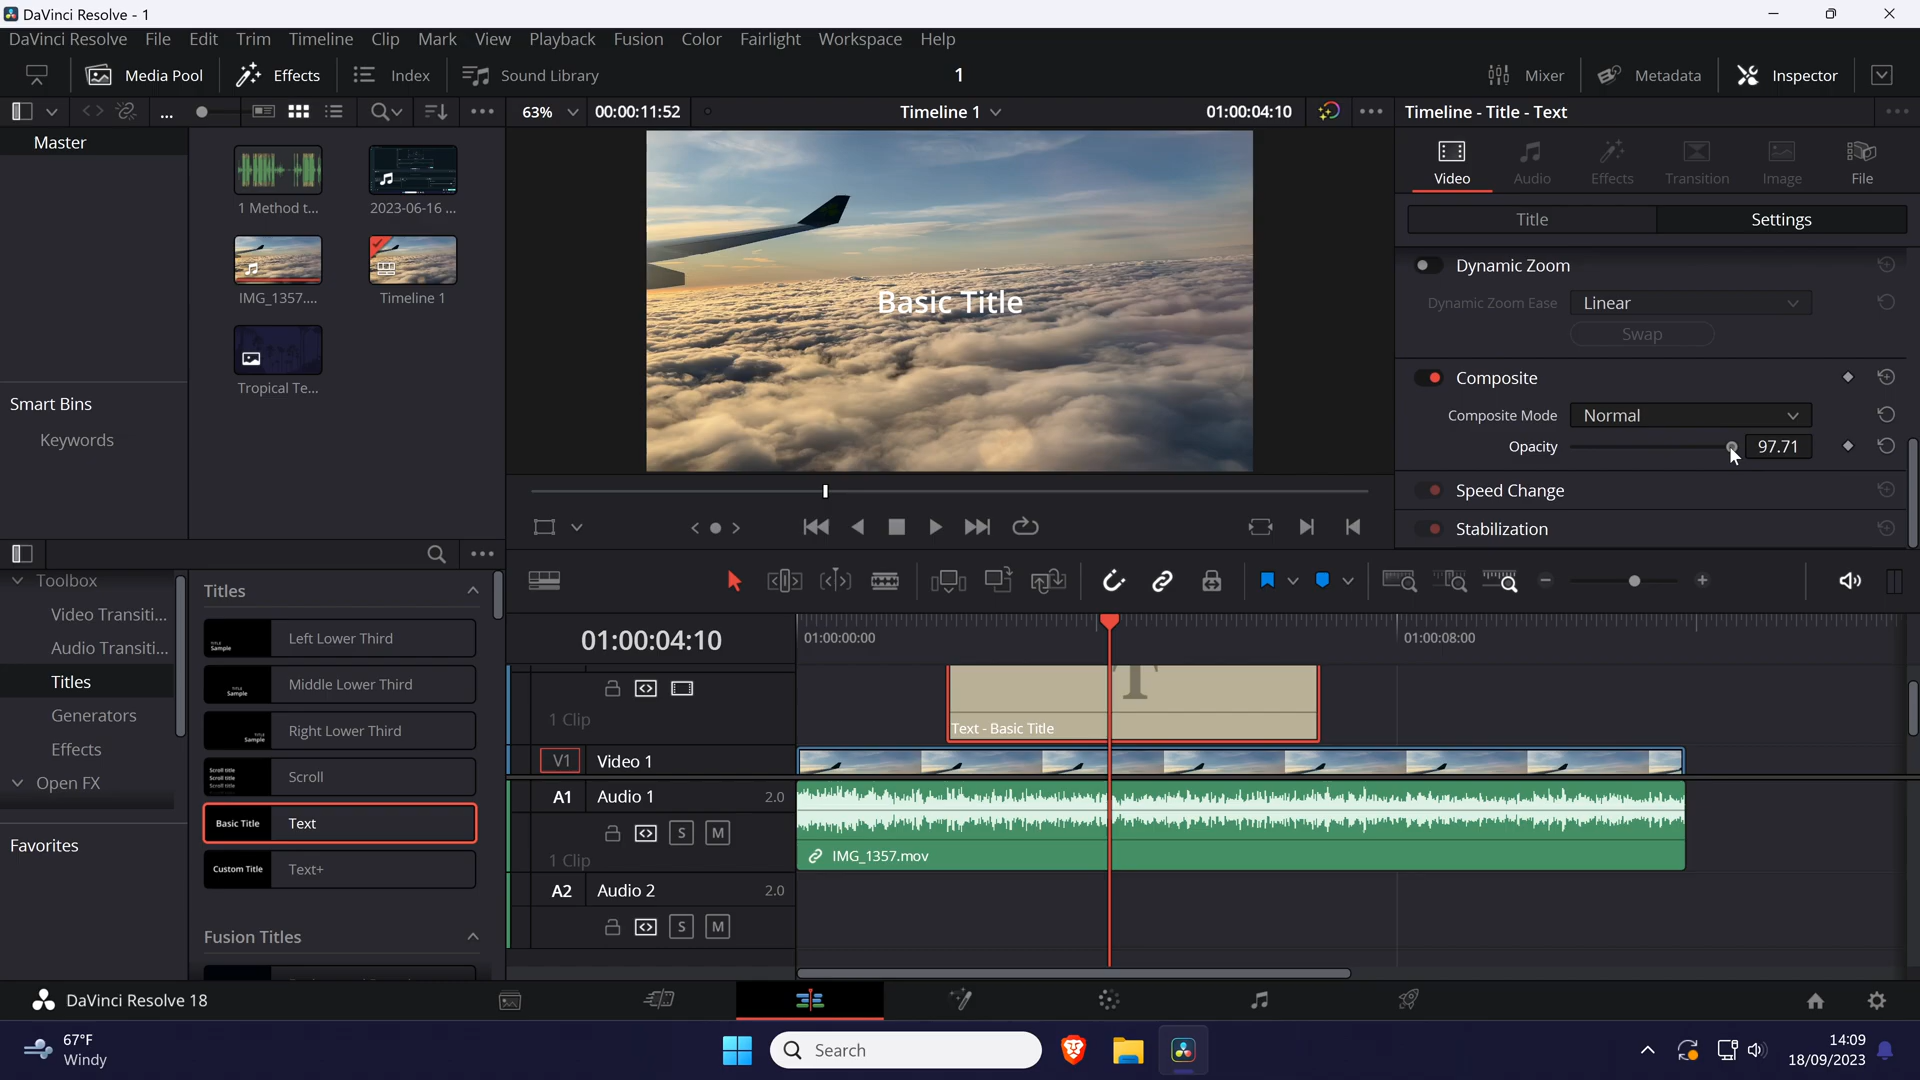 DaVinci Resolve - 1
DaVinci Resolve File Edit Trim Timeline Clip Mark View Playback Fusion Color Fairlight Workspace Help
Media Pool Effects Index Sound Library 1 Mixer Metadata Inspector
... 63% 00:00:11:52 Timeline 1 01:00:04:10 Timeline - Title - Text
Master
1 Method t...
2023-06-16 ...
IMG_1357....
Timeline 1
Tropical Te...
Smart Bins
Keywords
Basic Title
Video Audio Effects Transition Image File
Title Settings
Dynamic Zoom
Dynamic Zoom Ease Linear
Swap
Composite
Composite Mode Normal
Opacity 97.71
Speed Change
Stabilization
Toolbox
Video Transiti...
Audio Transiti...
Titles
Generators
Effects
Open FX
Favorites
Titles
Left Lower Third
Middle Lower Third
Right Lower Third
Scroll
Basic Title Text
Custom Title Text+
Fusion Titles
01:00:04:10
01:00:00:00 01:00:08:00
1 Clip
T
Text - Basic Title
V1 Video 1
A1 Audio 1 2.0
S M
1 Clip
IMG_1357.mov
A2 Audio 2 2.0
S M
DaVinci Resolve 18
67°F
Windy
Search
14:09
18/09/2023